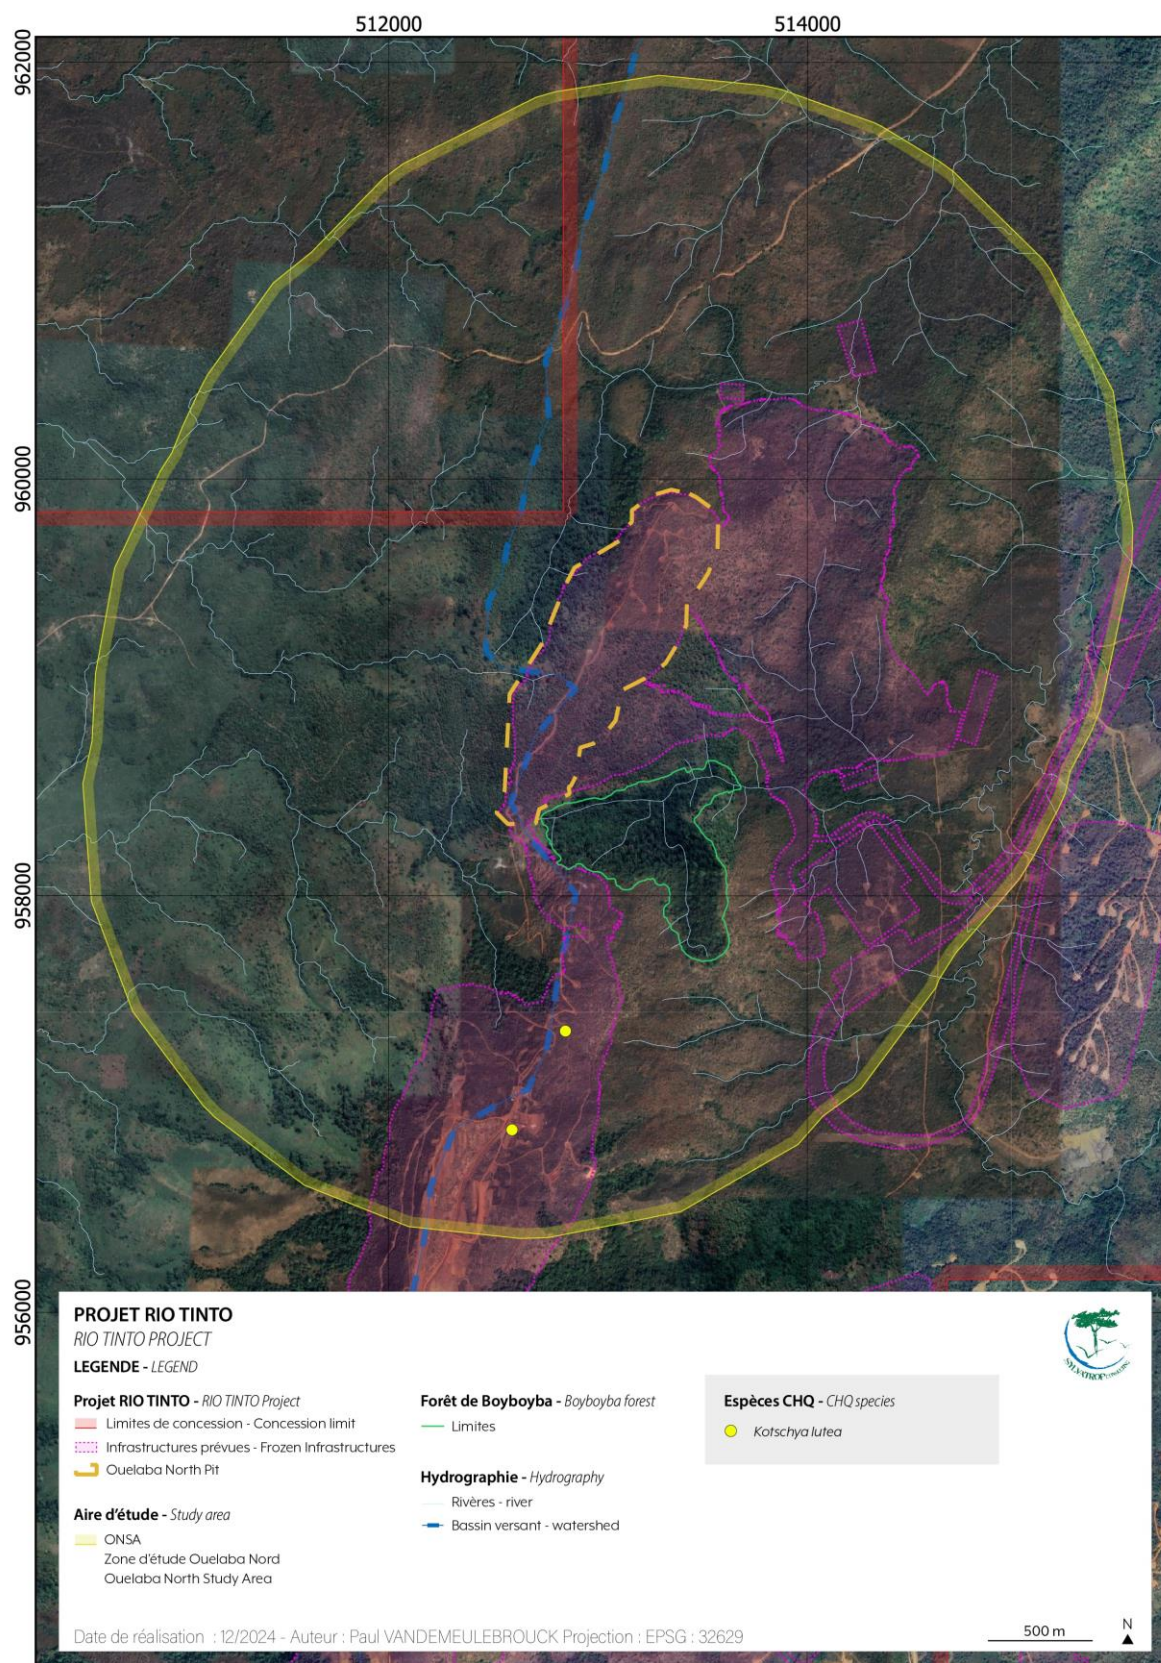 512000
514000
962000
960000
958000
956000
PROJET RIO TINTO
RIO TINTO PROJECT
LEGENDE - LEGEND
Projet RIO TINTO - RIO TINTO Project
Limites de concession - Concession limit
Infrastructures prévues - Frozen Infrastructures
Ouelaba North Pit
Aire d'étude - Study area
ONSA
Zone d'étude Ouelaba Nord
Ouelaba North Study Area
Forêt de Boyboyba - Boyboyba forest
Limites
Hydrographie - Hydrography
Rivières - river
Bassin versant - watershed
Espèces CHQ - CHQ species
Kotschya lutea
SYLVATROP CONSULTING
Date de réalisation : 12/2024 - Auteur : Paul VANDEMEULEBROUCK Projection : EPSG : 32629
500 m
N